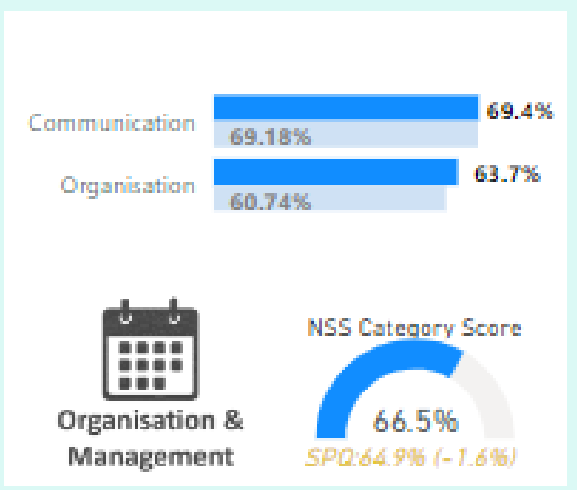 Communication
69.4%
69.18%
Organisation
63.7%
60.74%
Organisation &
Management
NSS Category Score
66.5%
SPQ:64.9% (-1.6%)